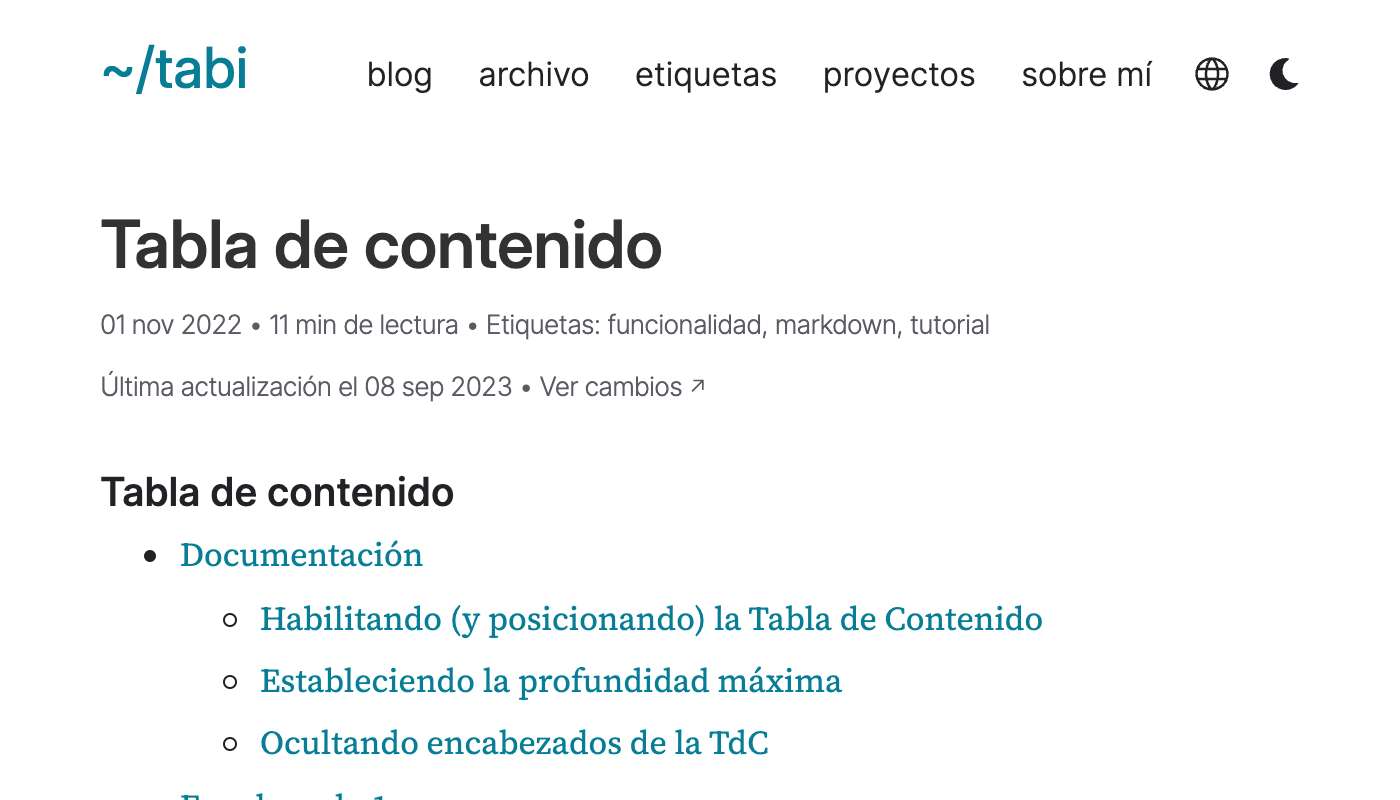 ~/tabi blog archivo etiquetas proyectos sobre mí
Tabla de contenido
01 nov 2022 • 11 min de lectura • Etiquetas: funcionalidad, markdown, tutorial
Última actualización el 08 sep 2023 • Ver cambios ↗
Tabla de contenido
• Documentación
◦ Habilitando (y posicionando) la Tabla de Contenido
◦ Estableciendo la profundidad máxima
◦ Ocultando encabezados de la TdC